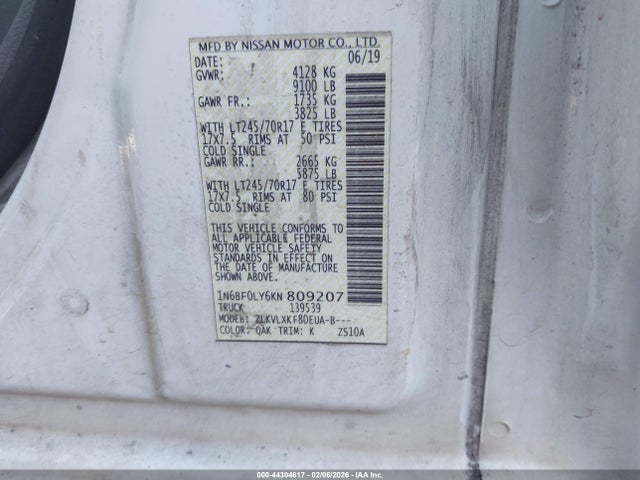 MFD BY NISSAN MOTOR CO., LTD.
DATE: 06/19
GVWR: 4128 KG
9100 LB
GAWR FR.: 1735 KG
3825 LB
WITH LT245/70R17 E TIRES
17X7.5 RIMS AT 50 PSI
COLD SINGLE
GAWR RR.: 2665 KG
5875 LB
WITH LT245/70R17 E TIRES
17X7.5 RIMS AT 80 PSI
COLD SINGLE
THIS VEHICLE CONFORMS TO
ALL APPLICABLE FEDERAL
MOTOR VEHICLE SAFETY
STANDARDS IN EFFECT ON
THE DATE OF MANUFACTURE
SHOWN ABOVE.
1N6BF0LY6KN 809207
TRUCK 139539
MODEL: ZLKVLXKF80EUA-B---
COLOR: QAK TRIM: K ZS10A
000-44304617 - 02/06/2026 - IAAI